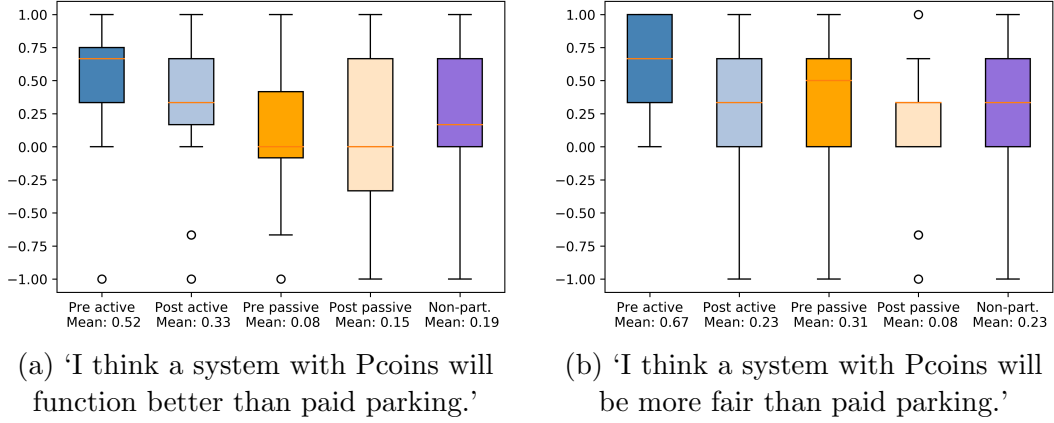 1.00
0.75
0.50
0.25
0.00
−0.25
−0.50
−0.75
−1.00
Pre active Post active Pre passive Post passive Non-part.
Mean: 0.52 Mean: 0.33 Mean: 0.08 Mean: 0.15 Mean: 0.19
(a) ‘I think a system with Pcoins will
function better than paid parking.’
1.00
0.75
0.50
0.25
0.00
−0.25
−0.50
−0.75
−1.00
Pre active Post active Pre passive Post passive Non-part.
Mean: 0.67 Mean: 0.23 Mean: 0.31 Mean: 0.08 Mean: 0.23
(b) ‘I think a system with Pcoins will
be more fair than paid parking.’